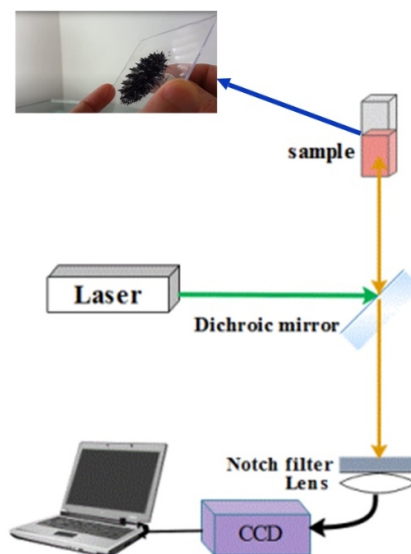 sample
Laser
Dichroic mirror
Notch filter
Lens
CCD